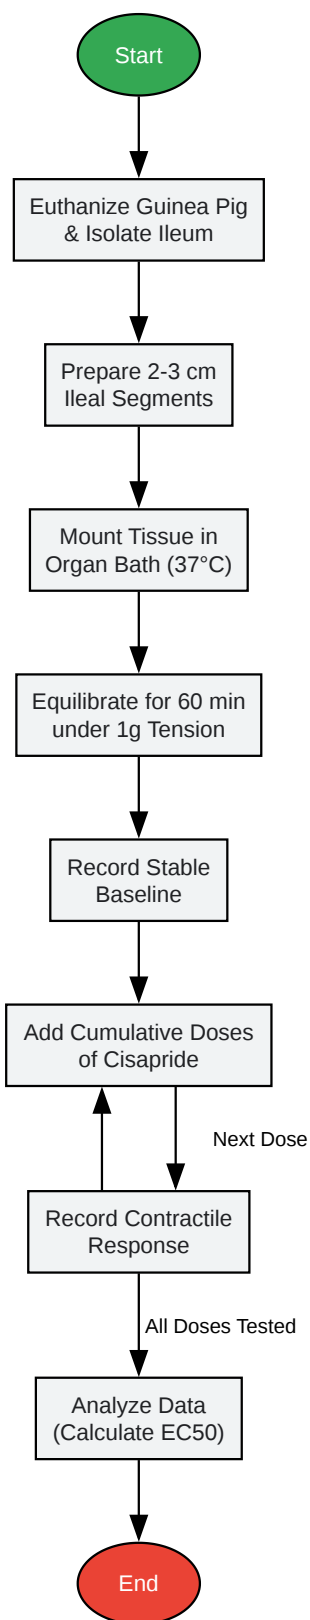 Start
Euthanize Guinea Pig
& Isolate Ileum
Prepare 2-3 cm
Ileal Segments
Mount Tissue in
Organ Bath (37°C)
Equilibrate for 60 min
under 1g Tension
Record Stable
Baseline
Add Cumulative Doses
of Cisapride
Next Dose
Record Contractile
Response
All Doses Tested
Analyze Data
(Calculate EC50)
End